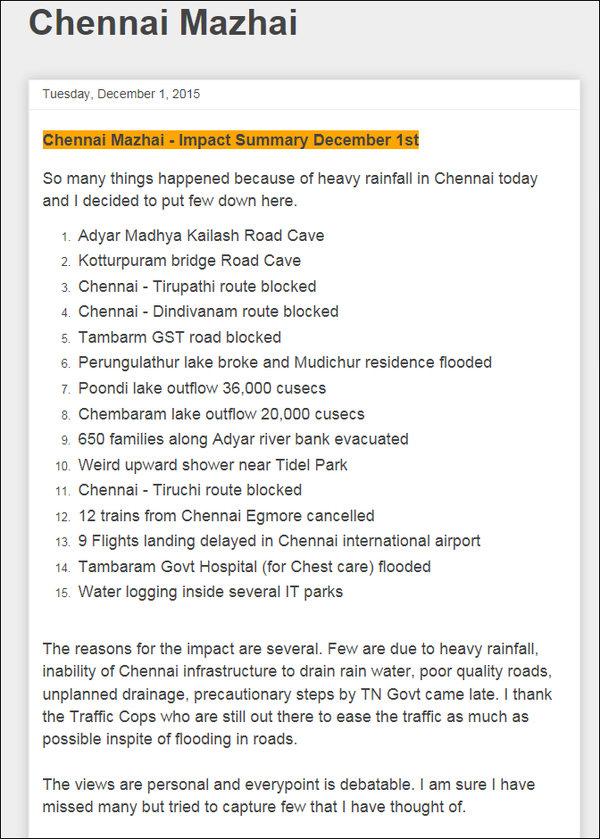 Chennai Mazhai
Tuesday, December 1, 2015
Chennai Mazhai - Impact Summary December 1st
So many things happened because of heavy rainfall in Chennai today
and I decided to put few down here.
1. Adyar Madhya Kailash Road Cave
2. Kotturpuram bridge Road Cave
3. Chennai - Tirupathi route blocked
4. Chennai - Dindivanam route blocked
5. Tambarm GST road blocked
6. Perungulathur lake broke and Mudichur residence flooded
7. Poondi lake outflow 36,000 cusecs
8. Chembaram lake outflow 20,000 cusecs
9. 650 families along Adyar river bank evacuated
10. Weird upward shower near Tidel Park
11. Chennai - Tiruchi route blocked
12. 12 trains from Chennai Egmore cancelled
13. 9 Flights landing delayed in Chennai international airport
14. Tambaram Govt Hospital (for Chest care) flooded
15. Water logging inside several IT parks
The reasons for the impact are several. Few are due to heavy rainfall,
inability of Chennai infrastructure to drain rain water, poor quality roads,
unplanned drainage, precautionary steps by TN Govt came late. I thank
the Traffic Cops who are still out there to ease the traffic as much as
possible inspite of flooding in roads.
The views are personal and everypoint is debatable. I am sure I have
missed many but tried to capture few that I have thought of.